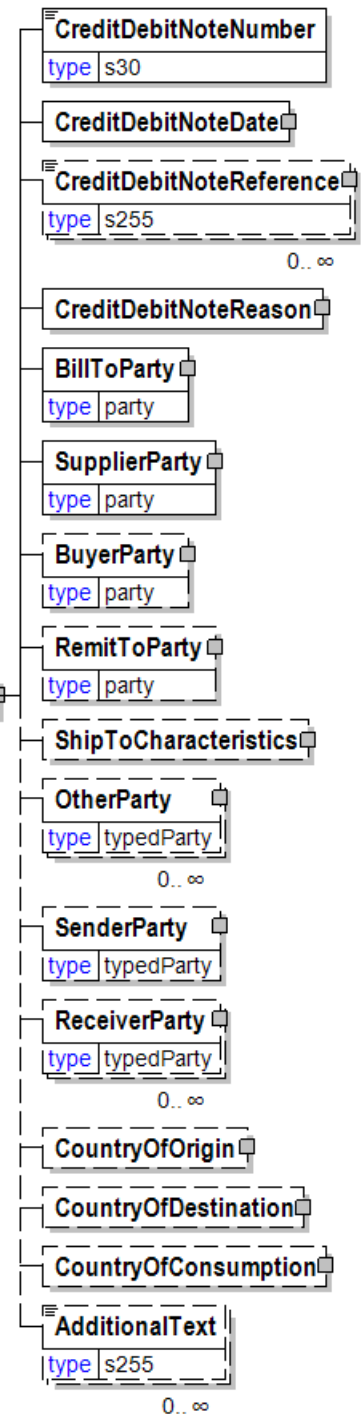 CreditDebitNoteNumber
type s30
CreditDebitNoteDate
CreditDebitNoteReference
type s255
0.. ∞
CreditDebitNoteReason
BillToParty
type party
SupplierParty
type party
BuyerParty
type party
RemitToParty
type party
ShipToCharacteristics
OtherParty
type typedParty
0.. ∞
SenderParty
type typedParty
ReceiverParty
type typedParty
0.. ∞
CountryOfOrigin
CountryOfDestination
CountryOfConsumption
AdditionalText
type s255
0.. ∞